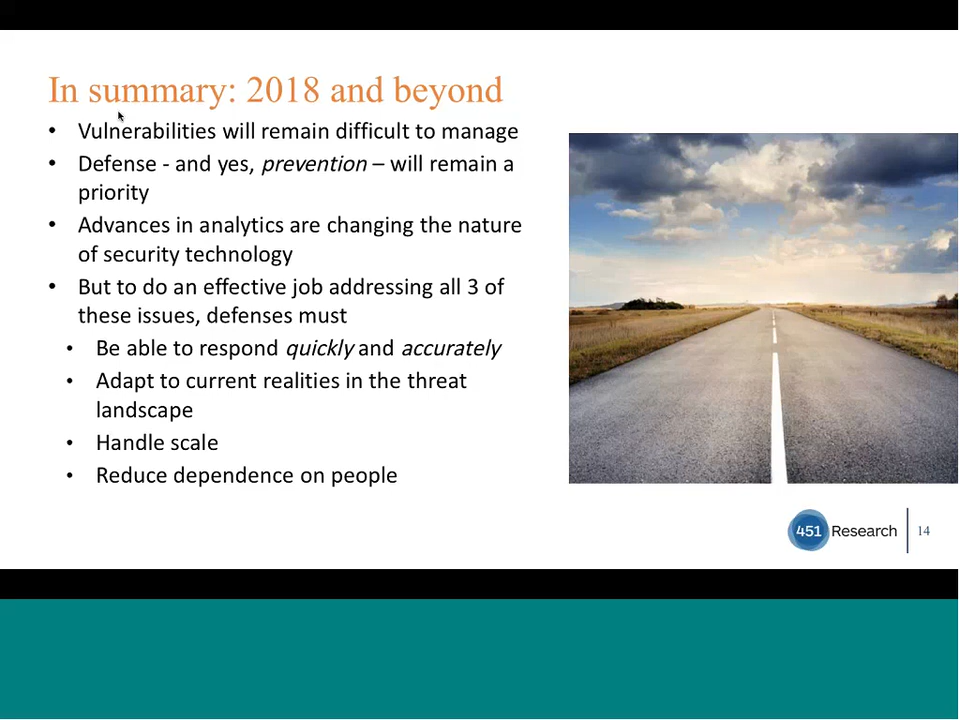 In summary: 2018 and beyond
• Vulnerabilities will remain difficult to manage
• Defense - and yes, prevention – will remain a
priority
• Advances in analytics are changing the nature
of security technology
• But to do an effective job addressing all 3 of
these issues, defenses must
• Be able to respond quickly and accurately
• Adapt to current realities in the threat
landscape
• Handle scale
• Reduce dependence on people
451 Research 14